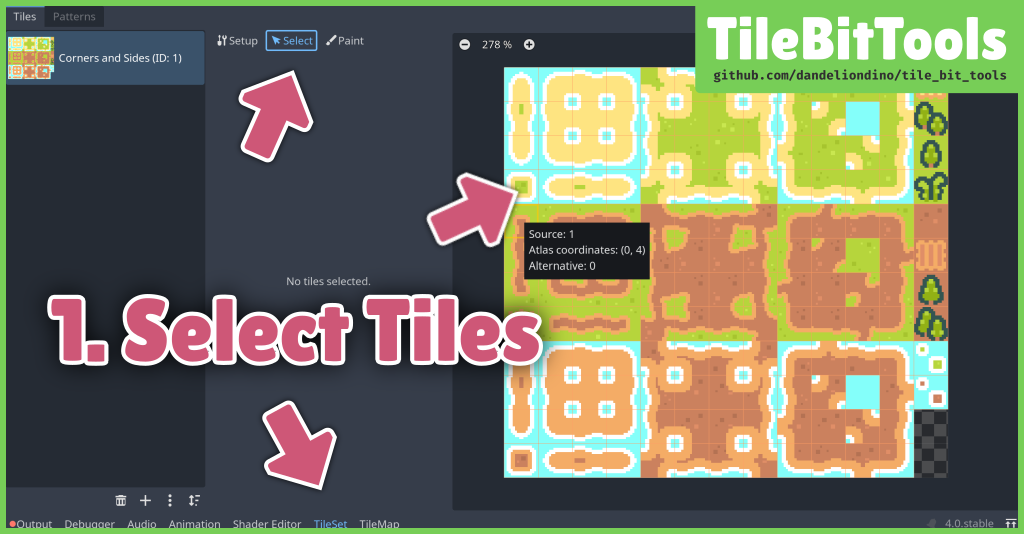 Tiles Patterns
Corners and Sides (ID: 1)
Setup Select Paint
278 %
TileBitTools
github.com/dandeliondino/tile_bit_tools
Source: 1
Atlas coordinates: (0, 4)
Alternative: 0
No tiles selected.
1. Select Tiles
Output Debugger Audio Animation Shader Editor TileSet TileMap
4.0.stable